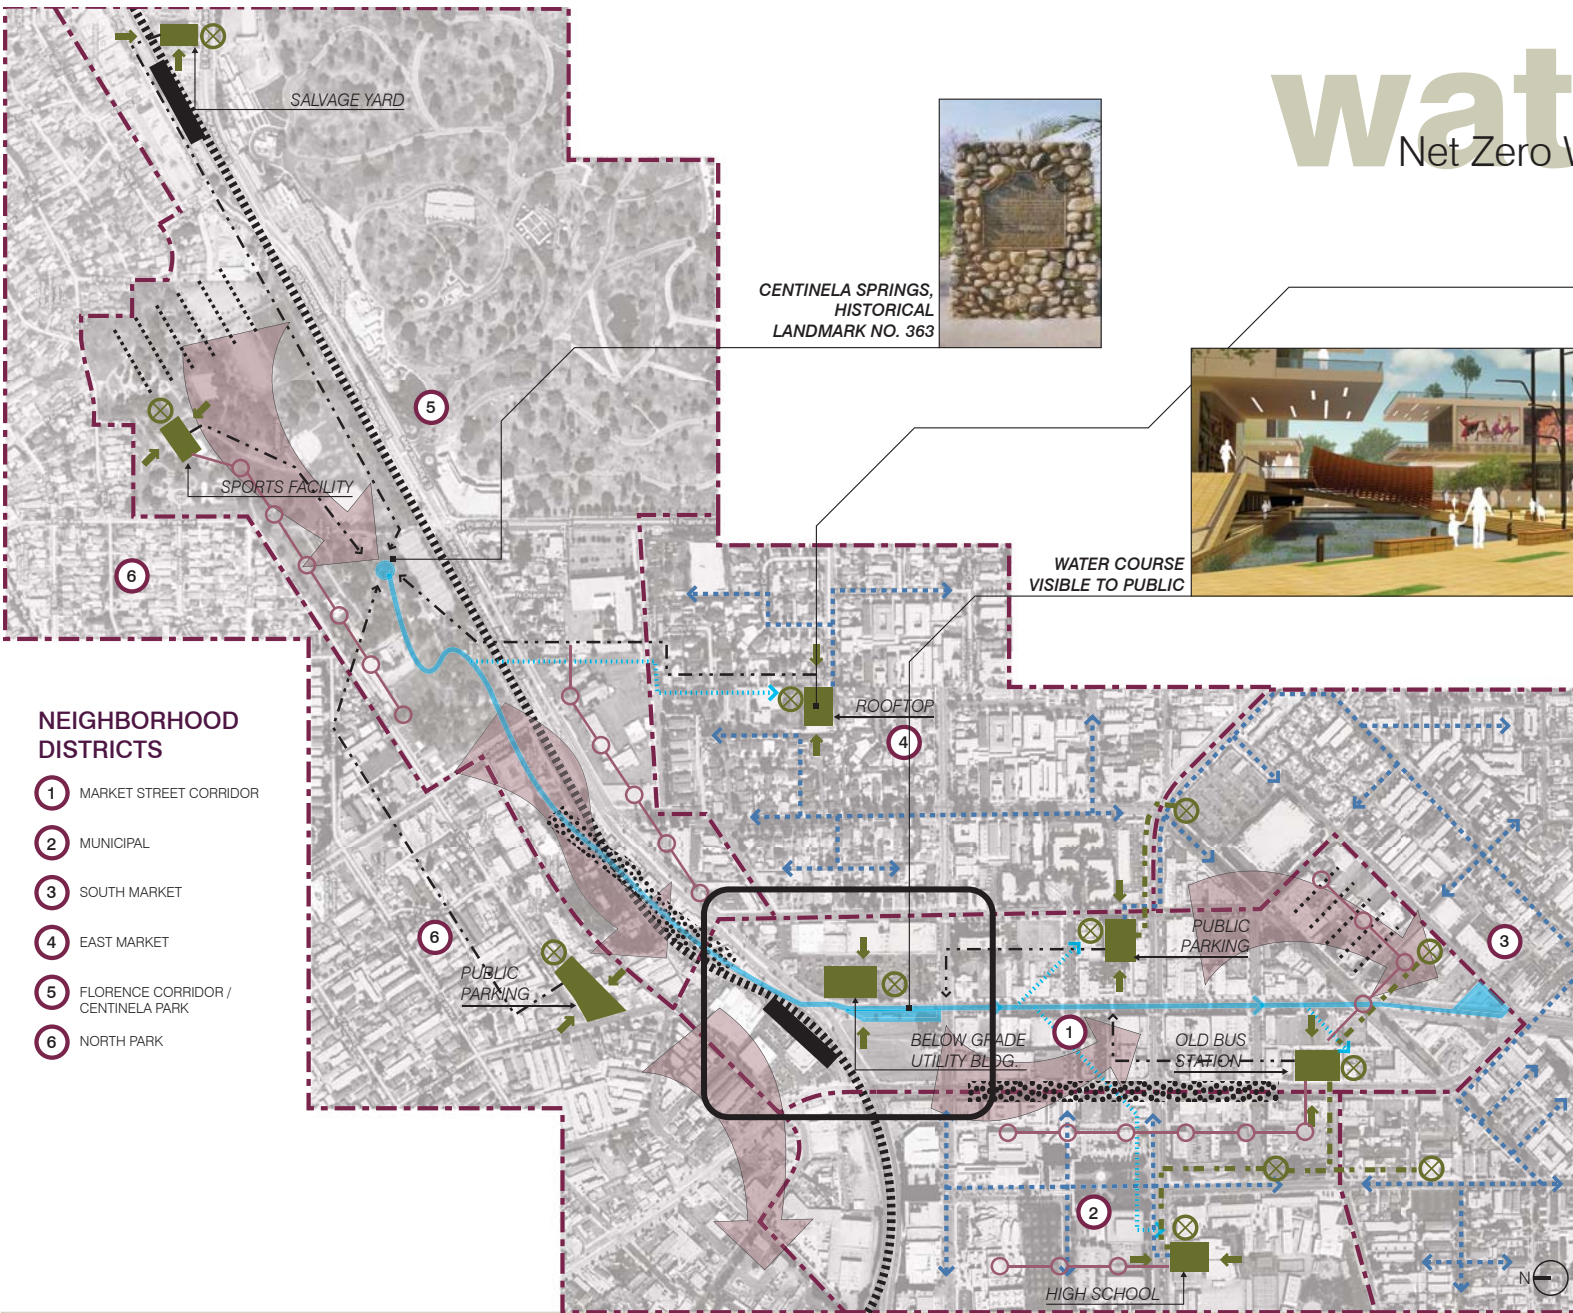 wat
Net Zero
SALVAGE YARD
CENTINELA SPRINGS,
HISTORICAL
LANDMARK NO. 363
5
SPORTS FACILITY
6
WATER COURSE
VISIBLE TO PUBLIC
ROOFTOP
4
NEIGHBORHOOD
DISTRICTS
1 MARKET STREET CORRIDOR
2 MUNICIPAL
3 SOUTH MARKET
4 EAST MARKET
5 FLORENCE CORRIDOR /
CENTINELA PARK
6 NORTH PARK
6
PUBLIC
PARKING
PUBLIC
PARKING
3
1
BELOW GRADE
UTILITY BLDG.
OLD BUS
STATION
2
HIGH SCHOOL
N